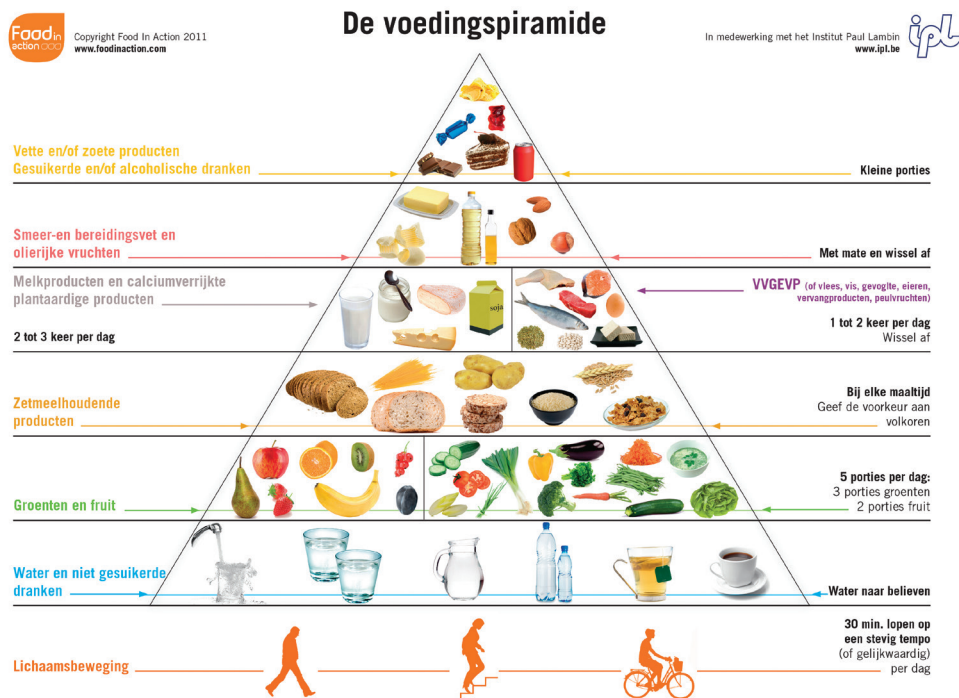 De voedingspiramide
Food in
action
Copyright Food In Action 2011
www.foodinaction.com
In medewerking met het Institut Paul Lambin
www.ipl.be
ipl
Vette en/of zoete producten
Gesuikerde en/of alcoholische dranken
Kleine porties
Smeer-en bereidingsvet en
olierijke vruchten
Met mate en wissel af
Melkproducten en calciumverrijkte
plantaardige producten
2 tot 3 keer per dag
soja
VVGEVP (of vlees, vis, gevoglte, eieren,
vervangproducten, peulvruchten)
1 tot 2 keer per dag
Wissel af
Zetmeelhoudende
producten
Bij elke maaltijd
Geef de voorkeur aan
volkoren
Groenten en fruit
5 porties per dag:
3 porties groenten
2 porties fruit
Water en niet gesuikerde
dranken
Water naar believen
Lichaamsbeweging
30 min. lopen op
een stevig tempo
(of gelijkwaardig)
per dag